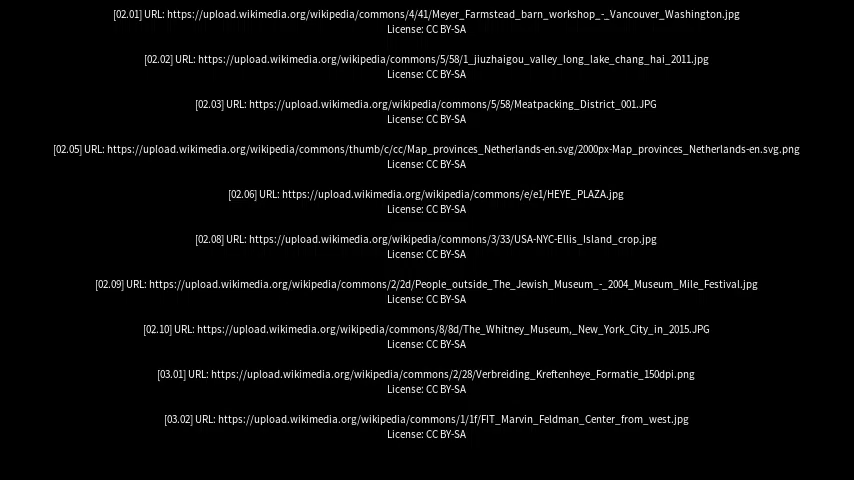 [02.01] URL: https://upload.wikimedia.org/wikipedia/commons/4/41/Meyer_Farmstead_barn_workshop_-_Vancouver_Washington.jpg
License: CC BY-SA
[02.02] URL: https://upload.wikimedia.org/wikipedia/commons/5/58/1_jiuzhaigou_valley_long_lake_chang_hai_2011.jpg
License: CC BY-SA
[02.03] URL: https://upload.wikimedia.org/wikipedia/commons/5/58/Meatpacking_District_001.JPG
License: CC BY-SA
[02.05] URL: https://upload.wikimedia.org/wikipedia/commons/thumb/c/cc/Map_provinces_Netherlands-en.svg/2000px-Map_provinces_Netherlands-en.svg.png
License: CC BY-SA
[02.06] URL: https://upload.wikimedia.org/wikipedia/commons/e/e1/HEYE_PLAZA.jpg
License: CC BY-SA
[02.08] URL: https://upload.wikimedia.org/wikipedia/commons/3/33/USA-NYC-Ellis_Island_crop.jpg
License: CC BY-SA
[02.09] URL: https://upload.wikimedia.org/wikipedia/commons/2/2d/People_outside_The_Jewish_Museum_-_2004_Museum_Mile_Festival.jpg
License: CC BY-SA
[02.10] URL: https://upload.wikimedia.org/wikipedia/commons/8/8d/The_Whitney_Museum,_New_York_City_in_2015.JPG
License: CC BY-SA
[03.01] URL: https://upload.wikimedia.org/wikipedia/commons/2/28/Verbreiding_Kreftenheye_Formatie_150dpi.png
License: CC BY-SA
[03.02] URL: https://upload.wikimedia.org/wikipedia/commons/1/1f/FIT_Marvin_Feldman_Center_from_west.jpg
License: CC BY-SA